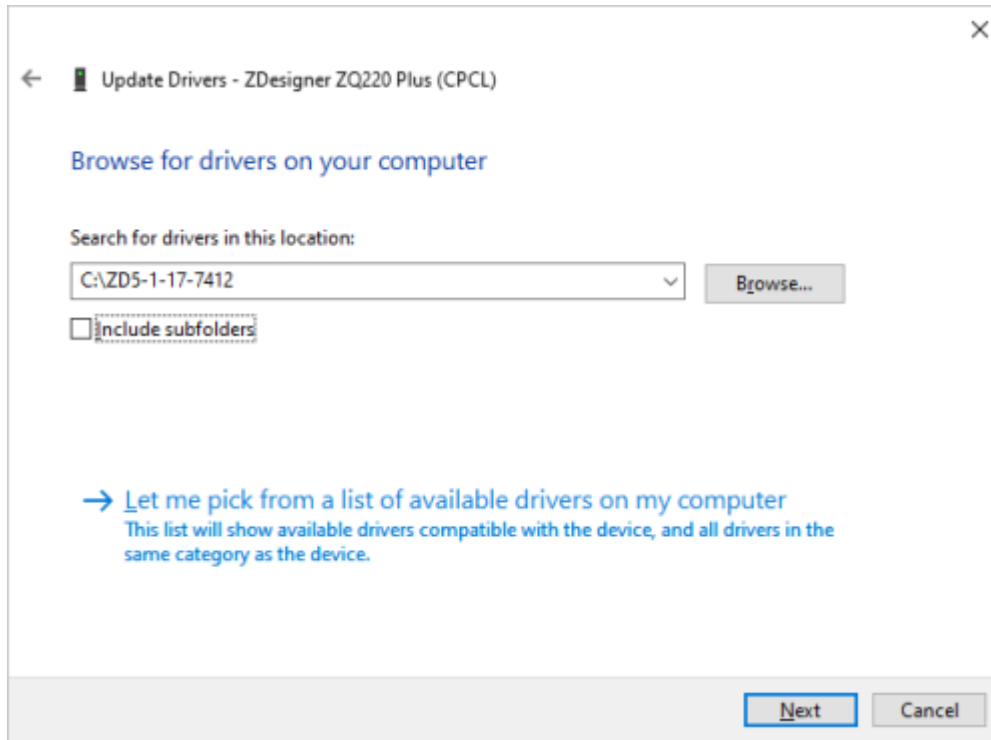 Update Drivers - ZDesigner ZQ220 Plus (CPCL)
Browse for drivers on your computer
Search for drivers in this location:
C:\ZD5-1-17-7412
Browse...
Include subfolders
Let me pick from a list of available drivers on my computer
This list will show available drivers compatible with the device, and all drivers in the
same category as the device.
Next
Cancel